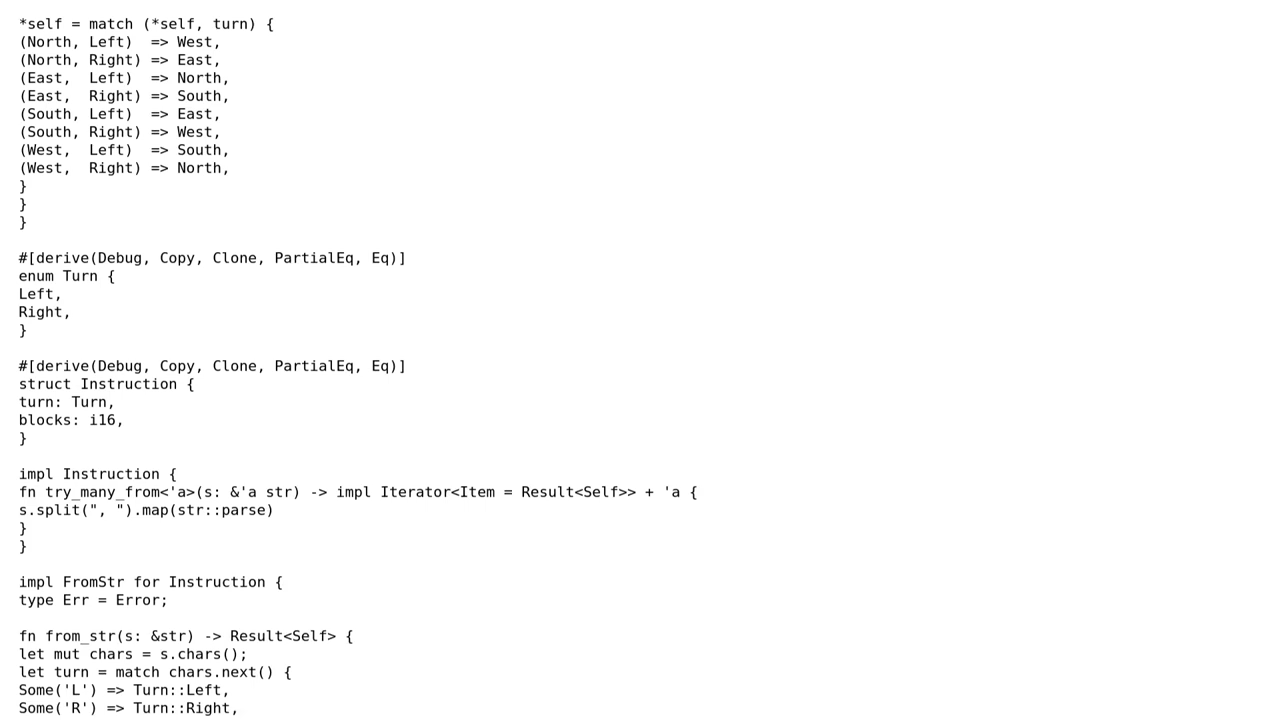 *self = match (*self, turn) {
(North, Left)  => West,
(North, Right) => East,
(East,  Left)  => North,
(East,  Right) => South,
(South, Left)  => East,
(South, Right) => West,
(West,  Left)  => South,
(West,  Right) => North,
}
}
}

#[derive(Debug, Copy, Clone, PartialEq, Eq)]
enum Turn {
Left,
Right,
}

#[derive(Debug, Copy, Clone, PartialEq, Eq)]
struct Instruction {
turn: Turn,
blocks: i16,
}

impl Instruction {
fn try_many_from<'a>(s: &'a str) -> impl Iterator<Item = Result<Self>> + 'a {
s.split(", ").map(str::parse)
}
}

impl FromStr for Instruction {
type Err = Error;

fn from_str(s: &str) -> Result<Self> {
let mut chars = s.chars();
let turn = match chars.next() {
Some('L') => Turn::Left,
Some('R') => Turn::Right,